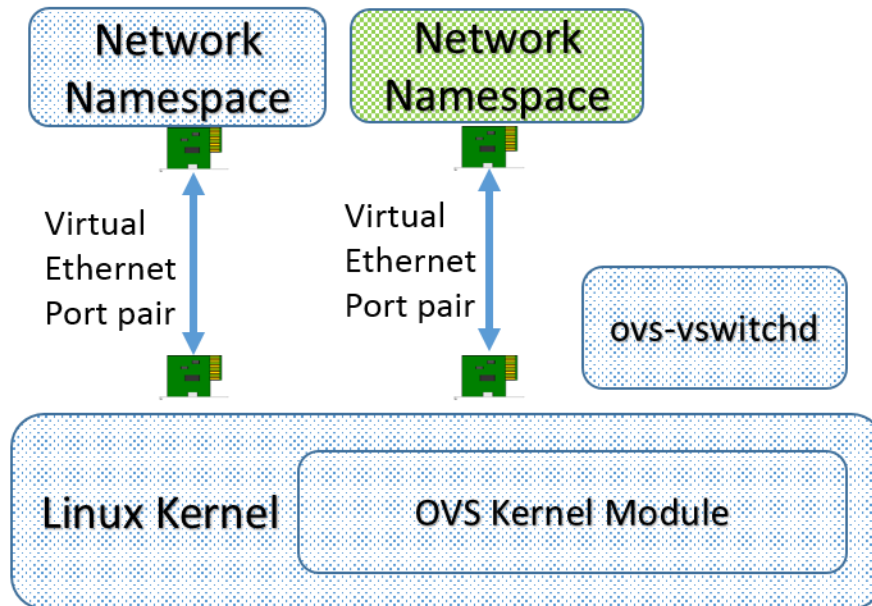 Network
Namespace
Network
Namespace
Virtual
Ethernet
Port pair
Virtual
Ethernet
Port pair
ovs-vswitchd
Linux Kernel
OVS Kernel Module